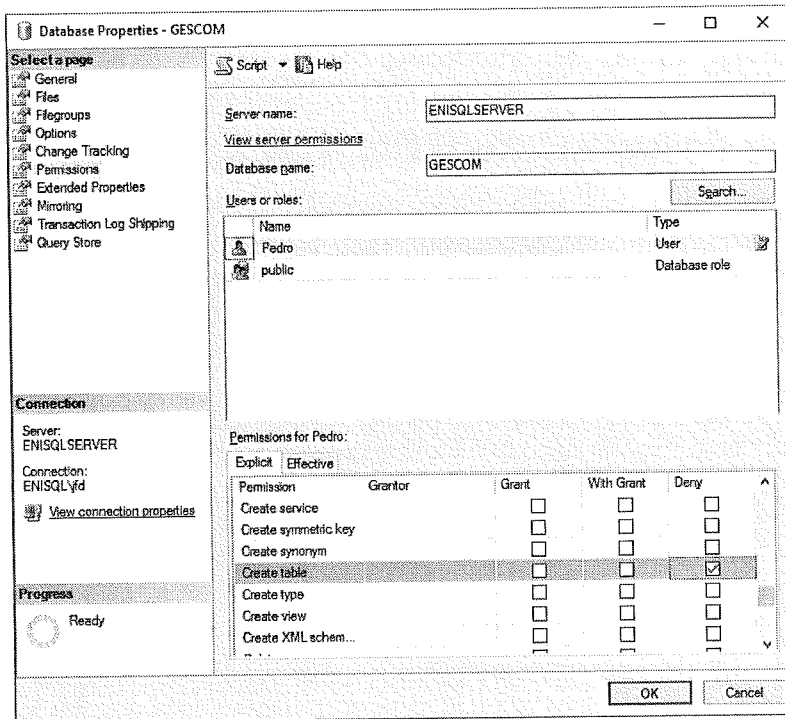 Database Properties - GESCOM
Select a page
General
Files
Filegroups
Options
Change Tracking
Permissions
Extended Properties
Mirroring
Transaction Log Shipping
Query Store
Connection
Server:
ENISQLSERVER
Connection:
ENISQL\jfd
View connection properties
Progress
Ready
Script Help
Server name: ENISQLSERVER
View server permissions
Database name: GESCOM
Users or roles: Search...
Name Type
Pedro User
public Database role
Permissions for Pedro:
Explicit Effective
Permission Grantor Grant With Grant Deny
Create service
Create symmetric key
Create synonym
Create table
Create type
Create view
Create XML schem...
OK Cancel